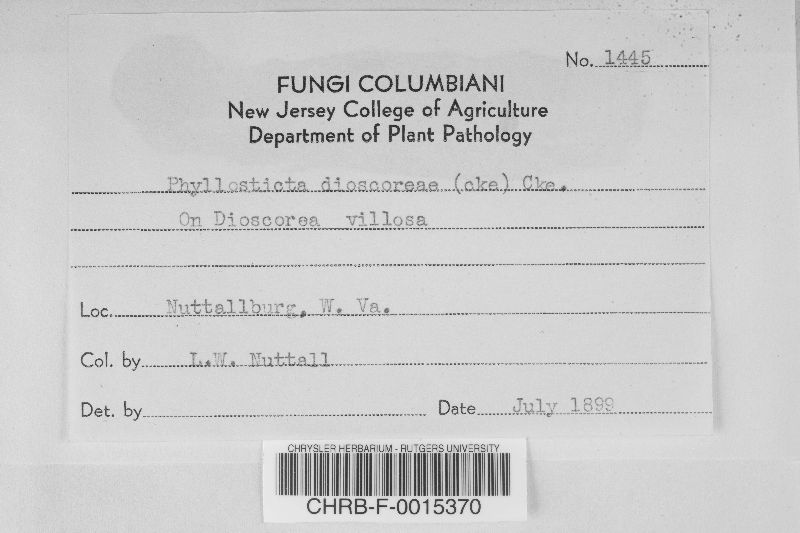 No. 1445
FUNGI COLUMBIANI
New Jersey College of Agriculture
Department of Plant Pathology
Phyllosticta dioscoreae (cke) Cke.
On Dioscorea villosa
Loc. Nuttallburg, W. Va.
Col. by L.W. Nuttall
Det. by
Date July 1899
CHRYSLER HERBARIUM - RUTGERS UNIVERSITY
CHRB-F-0015370